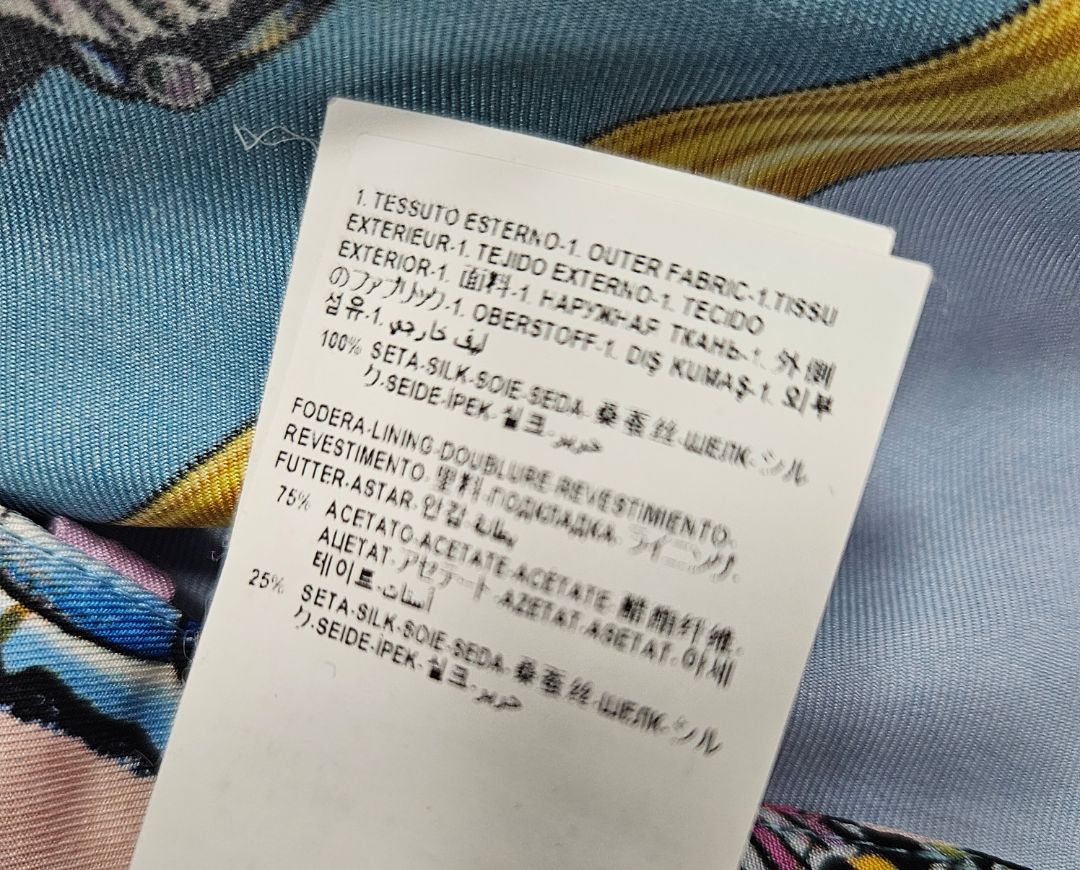 1. TESSUTO ESTERNO-1. OUTER FABRIC-1.TISSU
EXTERIEUR-1. TEJIDO EXTERNO-1. TECIDO
EXTERIOR-1. 面料-1. НАРУЖНАЯ ТКАНЬ-1. 外側
のファブリック-1. OBERSTOFF-1. DIŞ KUMAŞ-1. 외부
섬유-1. ليف خارجي
100% SETA-SILK-SOIE-SEDA-桑蚕丝-ШЕЛК-シル
ク-SEIDE-İPEK-실크-حرير
FODERA-LINING-DOUBLURE-REVESTIMIENTO-
REVESTIMENTO-里料-ПОДКЛАДКА-ライニング-
FUTTER-ASTAR-안감-بطانة
75% ACETATO-ACETATE-ACÉTATE-醋酯纤维-
АЦЕТАТ-アセテート-AZETAT-ASETAT-아세
테이트-أسيتات
25% SETA-SILK-SOIE-SEDA-桑蚕丝-ШЕЛК-シル
ク-SEIDE-İPEK-실크-حرير